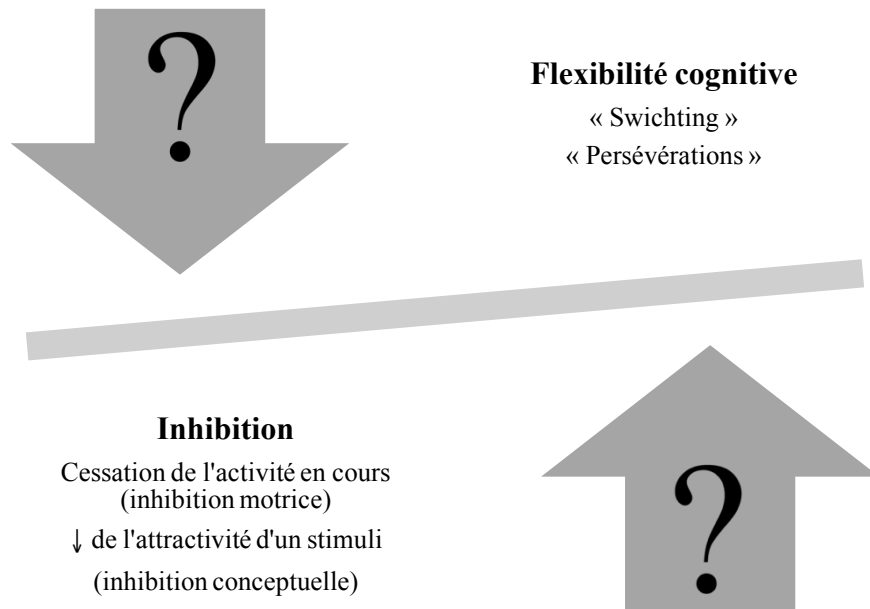 ?
Flexibilité cognitive
« Swichting »
« Persévérations »
Inhibition
Cessation de l'activité en cours
(inhibition motrice)
↓ de l'attractivité d'un stimuli
(inhibition conceptuelle)
?